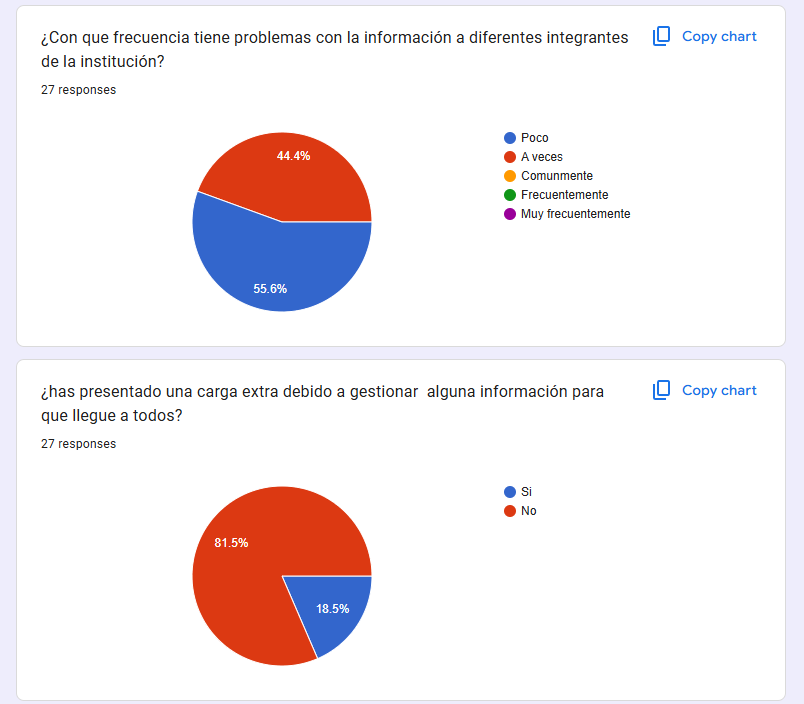 ¿Con que frecuencia tiene problemas con la información a diferentes integrantes
de la institución?
Copy chart
27 responses
44.4%
55.6%
Poco
A veces
Comunmente
Frecuentemente
Muy frecuentemente
¿has presentado una carga extra debido a gestionar  alguna información para
que llegue a todos?
Copy chart
27 responses
81.5%
18.5%
Si
No